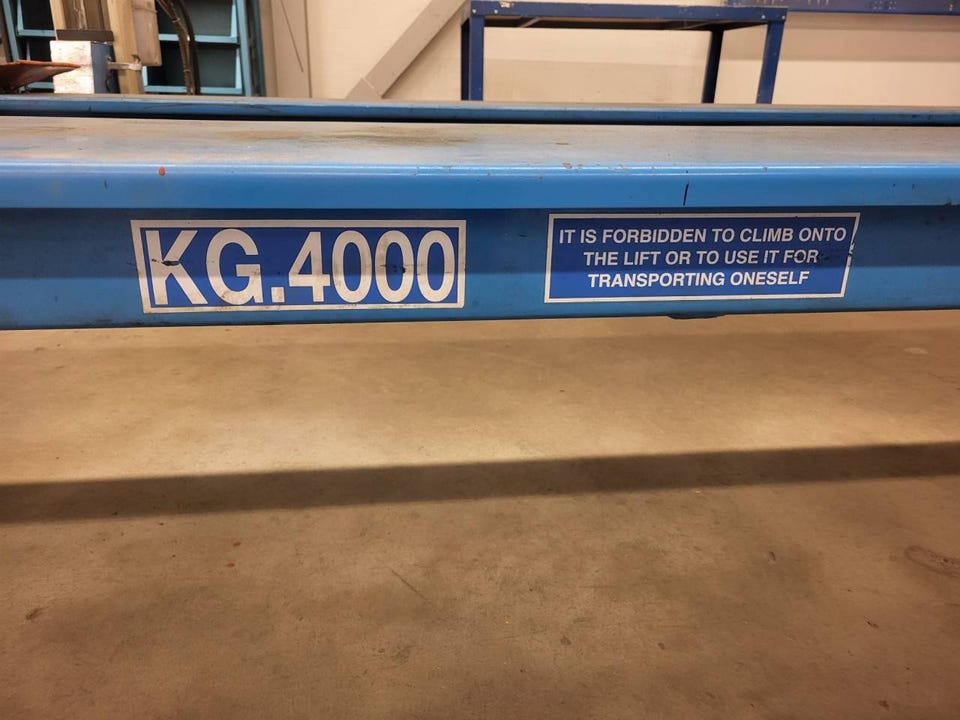 KG.4000
IT IS FORBIDDEN TO CLIMB ONTO
THE LIFT OR TO USE IT FOR
TRANSPORTING ONESELF